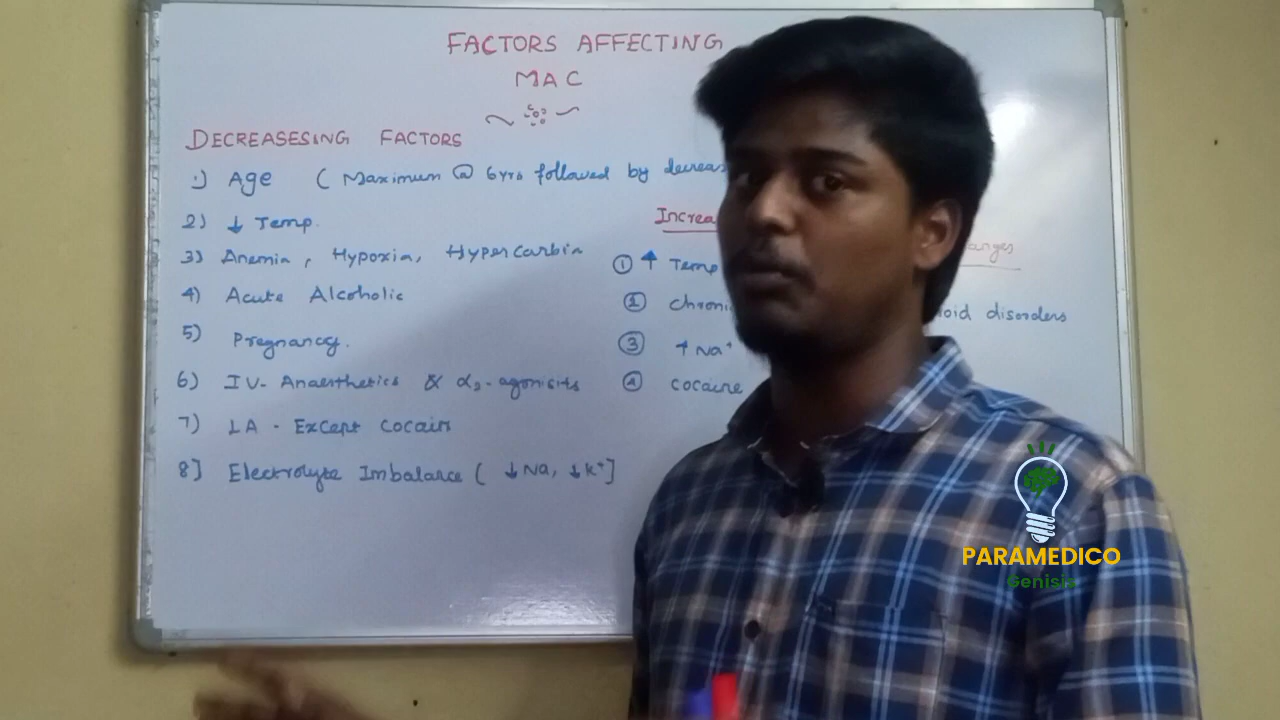 FACTORS AFFECTING
MAC
DECREASESING FACTORS
1) Age ( Maximum @ 6yrs followed by decreas
2) ↓ Temp.
3) Anemia, Hypoxia, Hypercarbia
4) Acute Alcoholic
5) Pregnancy.
6) IV- Anaesthetics & α2-agonists
7) LA - Except Cocain
8] Electrolyte Imbalance ( ↓Na, ↓K+]
Increa
① ↑ Temp
② chroni
③ ↑Na+
④ cocaine
anges
oid disorders
PARAMEDICO
Genisis